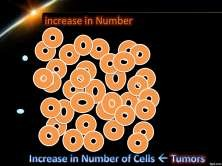 increase in Number
Increase in Number of Cells ← Tumors